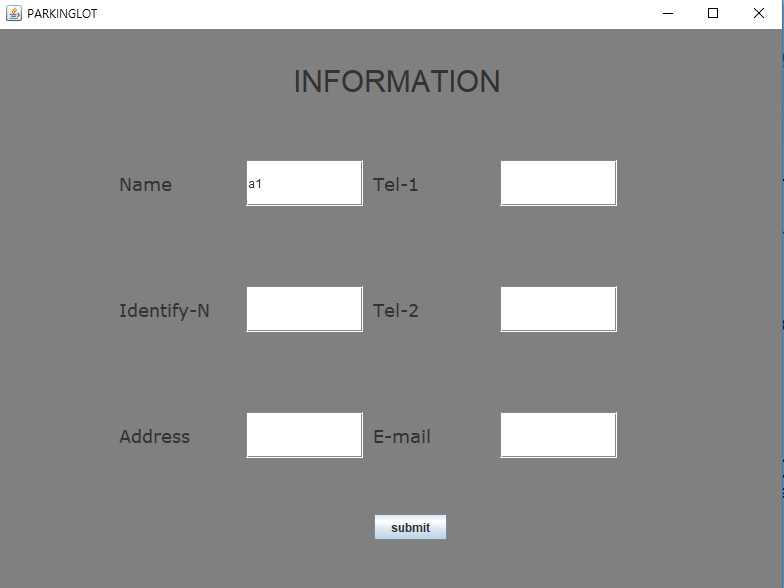 PARKINGLOT
INFORMATION
Name a1 Tel-1
Identify-N Tel-2
Address E-mail
submit